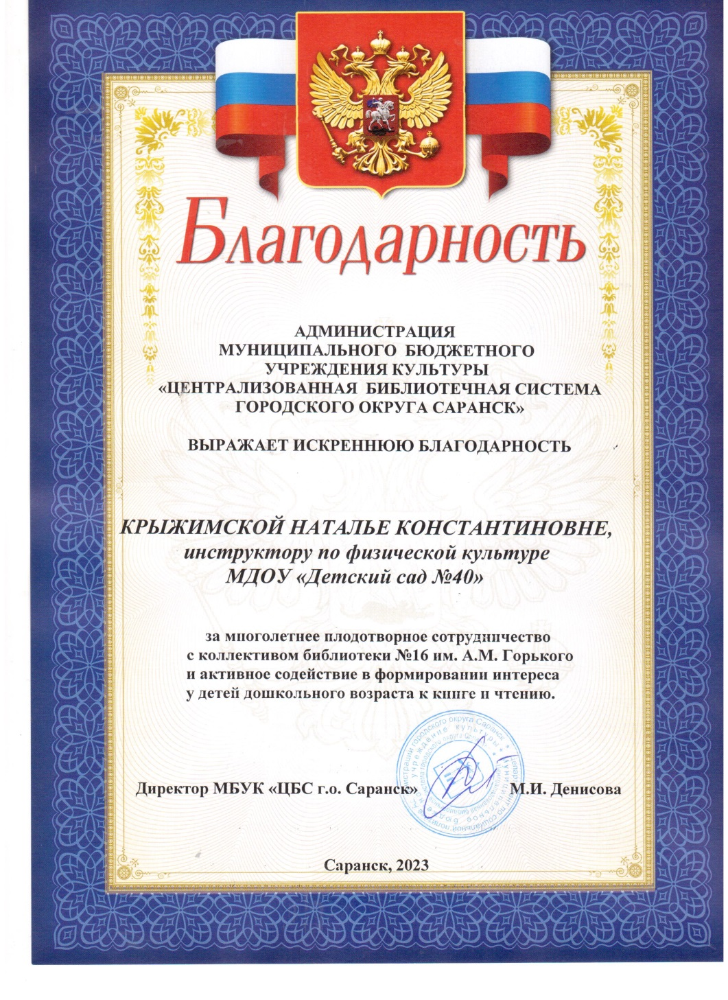 Благодарность
АДМИНИСТРАЦИЯ
МУНИЦИПАЛЬНОГО БЮДЖЕТНОГО
УЧРЕЖДЕНИЯ КУЛЬТУРЫ
«ЦЕНТРАЛИЗОВАННАЯ БИБЛИОТЕЧНАЯ СИСТЕМА
ГОРОДСКОГО ОКРУГА САРАНСК»
ВЫРАЖАЕТ ИСКРЕННЮЮ БЛАГОДАРНОСТЬ
КРЫЖИМСКОЙ НАТАЛЬЕ КОНСТАНТИНОВНЕ,
инструктору по физической культуре
МДОУ «Детский сад №40»
за многолетнее плодотворное сотрудничество
с коллективом библиотеки №16 им. А.М. Горького
и активное содействие в формировании интереса
у детей дошкольного возраста к книге и чтению.
Директор МБУК «ЦБС г.о. Саранск» М.И. Денисова
Саранск, 2023